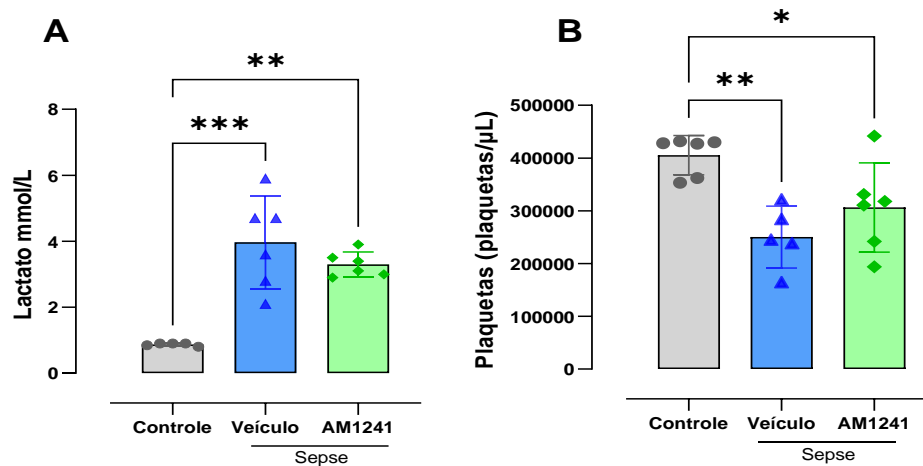 A
**
***
Lactato mmol/L
8
6
4
2
0
Controle Veículo AM1241
Sepse
B
*
**
Plaquetas (plaquetas/µL)
500000
400000
300000
200000
100000
0
Controle Veículo AM1241
Sepse